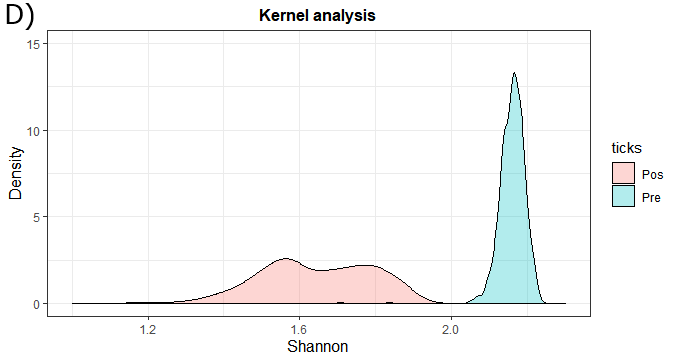 D)
Kernel analysis
15
10
5
0
Density
1.2
1.6
2.0
Shannon
ticks
Pos
Pre